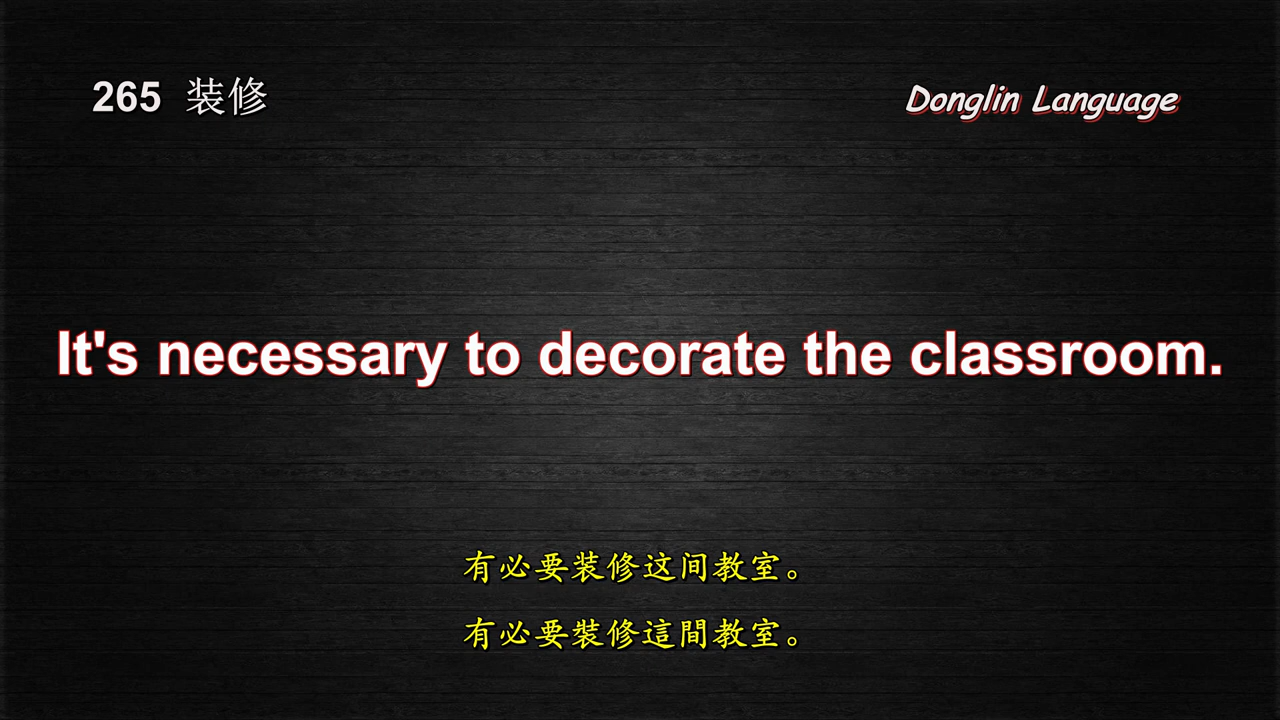 265 装修
Donglin Language
It's necessary to decorate the classroom.
有必要装修这间教室。
有必要裝修這間教室。